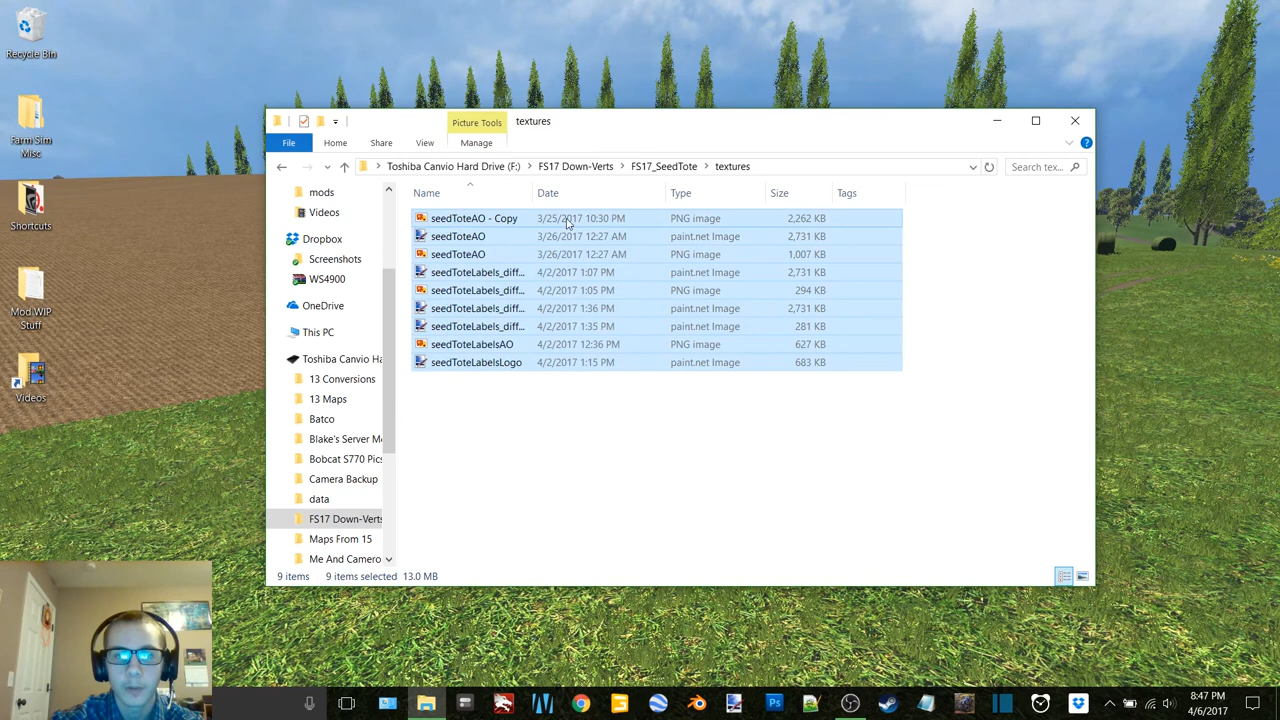 Recycle Bin
Farm Sim
Misc
Shortcuts
Mod WIP
Stuff
Videos
Picture Tools
textures
File
Home
Share
View
Manage
Toshiba Canvio Hard Drive (F:) > FS17 Down-Verts > FS17_SeedTote > textures
Search tex...
Name
Date
Type
Size
Tags
seedToteAO - Copy 3/25/2017 10:30 PM PNG image 2,262 KB
seedToteAO 3/26/2017 12:27 AM paint.net Image 2,731 KB
seedToteAO 3/26/2017 12:27 AM PNG image 1,007 KB
seedToteLabels_diff... 4/2/2017 1:07 PM paint.net Image 2,731 KB
seedToteLabels_diff... 4/2/2017 1:05 PM PNG image 294 KB
seedToteLabels_diff... 4/2/2017 1:36 PM paint.net Image 2,731 KB
seedToteLabels_diff... 4/2/2017 1:35 PM paint.net Image 281 KB
seedToteLabelsAO 4/2/2017 12:36 PM PNG image 627 KB
seedToteLabelsLogo 4/2/2017 1:15 PM paint.net Image 683 KB
mods
Videos
Dropbox
Screenshots
WS4900
OneDrive
This PC
Toshiba Canvio Ha
13 Conversions
13 Maps
Batco
Blake's Server Mo
Bobcat S770 Pics
Camera Backup
data
FS17 Down-Verts
Maps From 15
Me And Camero
9 items 9 items selected 13.0 MB
8:47 PM
4/6/2017